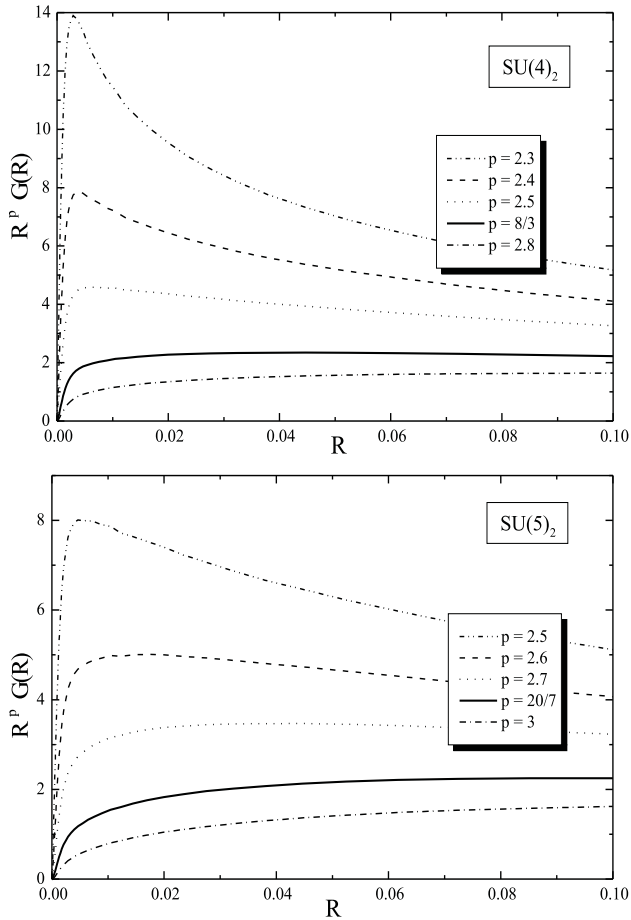 14
12
10
8
6
4
2
0
R^p G(R)
SU(4)_2
p = 2.3
p = 2.4
p = 2.5
p = 8/3
p = 2.8
0.00 0.02 0.04 0.06 0.08 0.10
R
8
6
4
2
0
R^p G(R)
SU(5)_2
p = 2.5
p = 2.6
p = 2.7
p = 20/7
p = 3
0.00 0.02 0.04 0.06 0.08 0.10
R